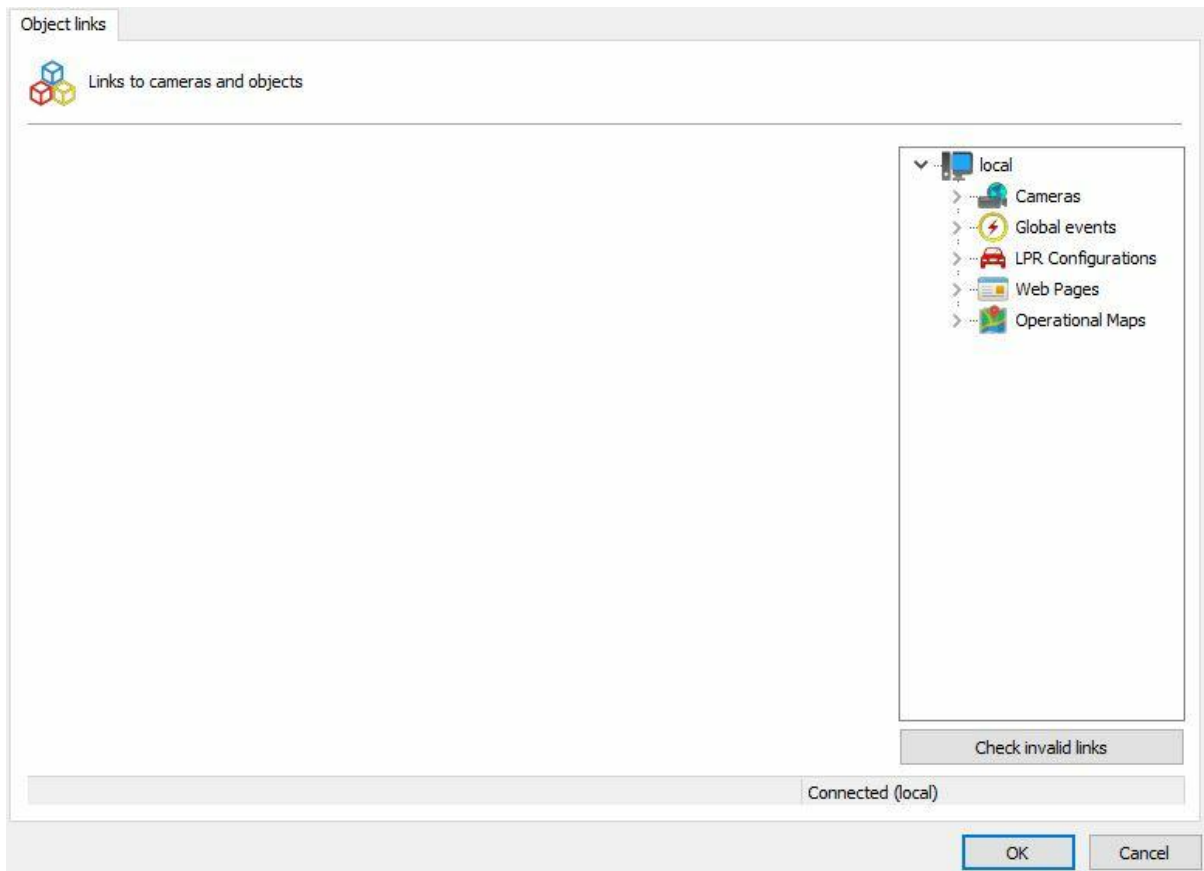 Object links
Links to cameras and objects
local
Cameras
Global events
LPR Configurations
Web Pages
Operational Maps
Check invalid links
Connected (local)
OK
Cancel